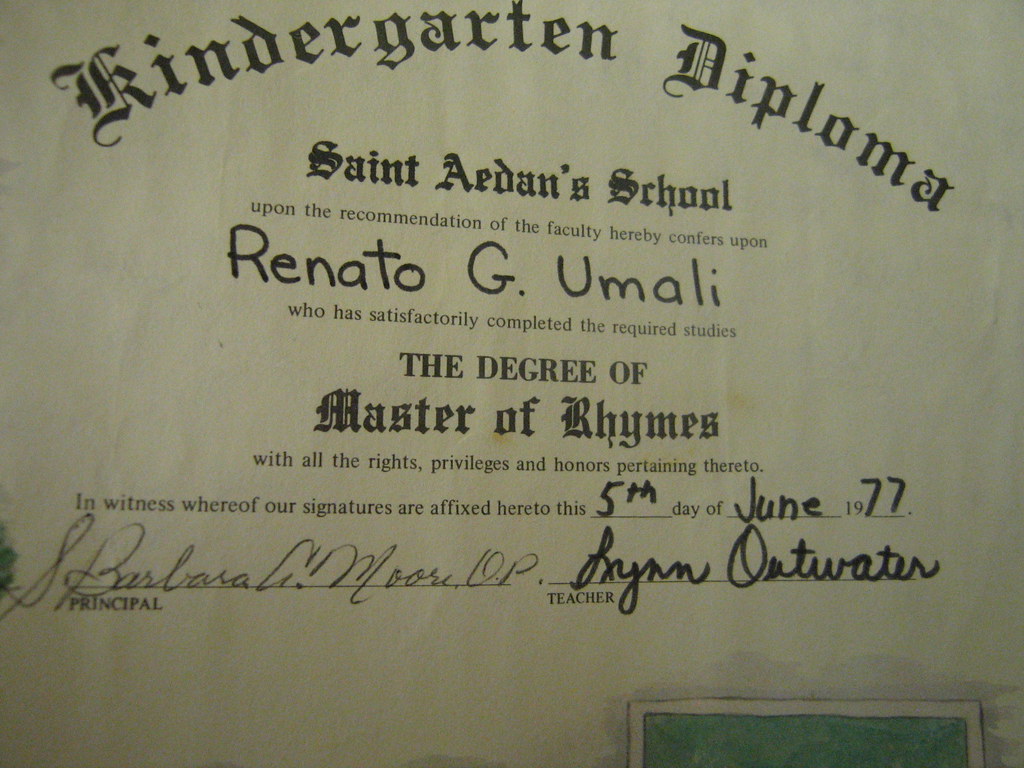 Kindergarten Diploma
Saint Aedan's School
upon the recommendation of the faculty hereby confers upon
Renato G. Umali
who has satisfactorily completed the required studies
THE DEGREE OF
Master of Rhymes
with all the rights, privileges and honors pertaining thereto.
In witness whereof our signatures are affixed hereto this 5th day of June 1977.
S. Barbara A. Moore, O.P. Lynn Outwater
PRINCIPAL TEACHER